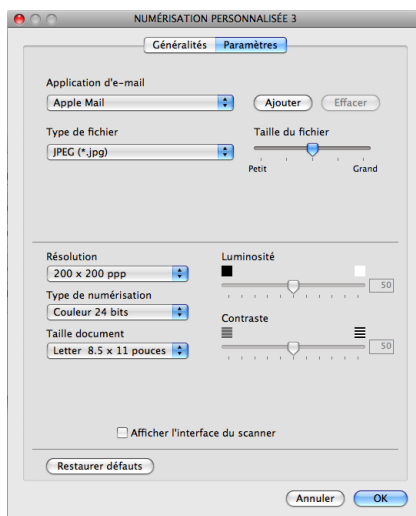 NUMÉRISATION PERSONNALISÉE 3
Généralités Paramètres
Application d'e-mail
Apple Mail
Ajouter Effacer
Type de fichier Taille du fichier
JPEG (*.jpg)
Petit Grand
Résolution Luminosité
200 x 200 ppp
50
Type de numérisation
Couleur 24 bits
Contraste
Taille document
Letter 8.5 x 11 pouces
50
Afficher l'interface du scanner
Restaurer défauts
Annuler OK